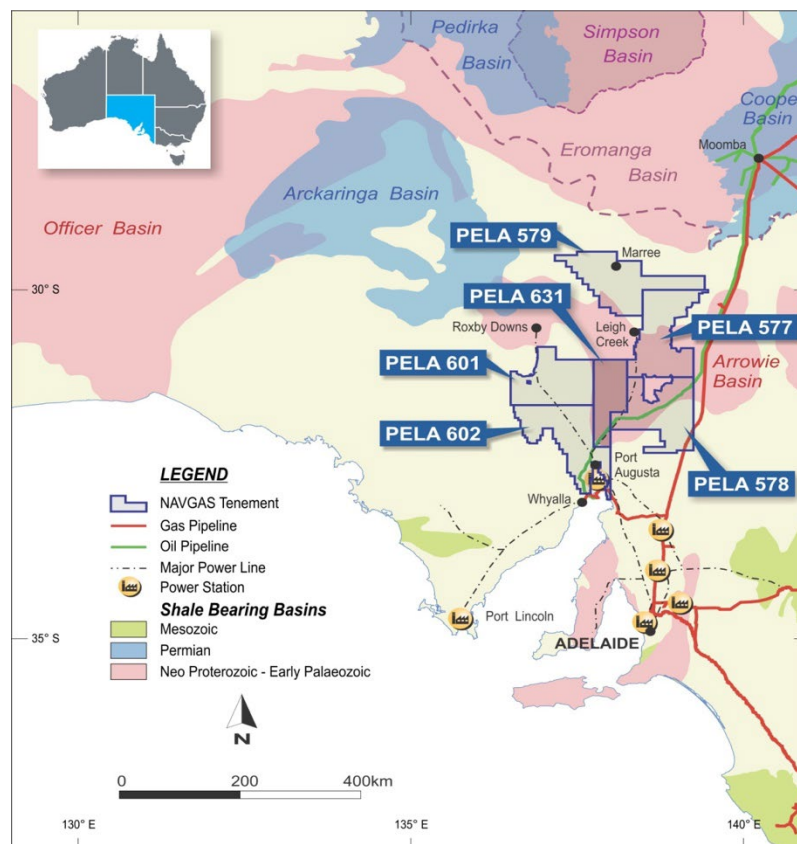 Pedirka
Basin
Simpson
Basin
Cooper
Basin
Moomba
Eromanga
Basin
Arckaringa Basin
Officer Basin
PELA 579
Marree
30° S
PELA 631
Roxby Downs
Leigh
Creek
PELA 577
PELA 601
Arrowie
Basin
PELA 602
Port
Augusta
PELA 578
Whyalla
LEGEND
NAVGAS Tenement
Gas Pipeline
Oil Pipeline
Major Power Line
Power Station
Shale Bearing Basins
Mesozoic
Permian
Neo Proterozoic - Early Palaeozoic
Port Lincoln
35° S
ADELAIDE
N
0 200 400km
130° E 135° E 140° E